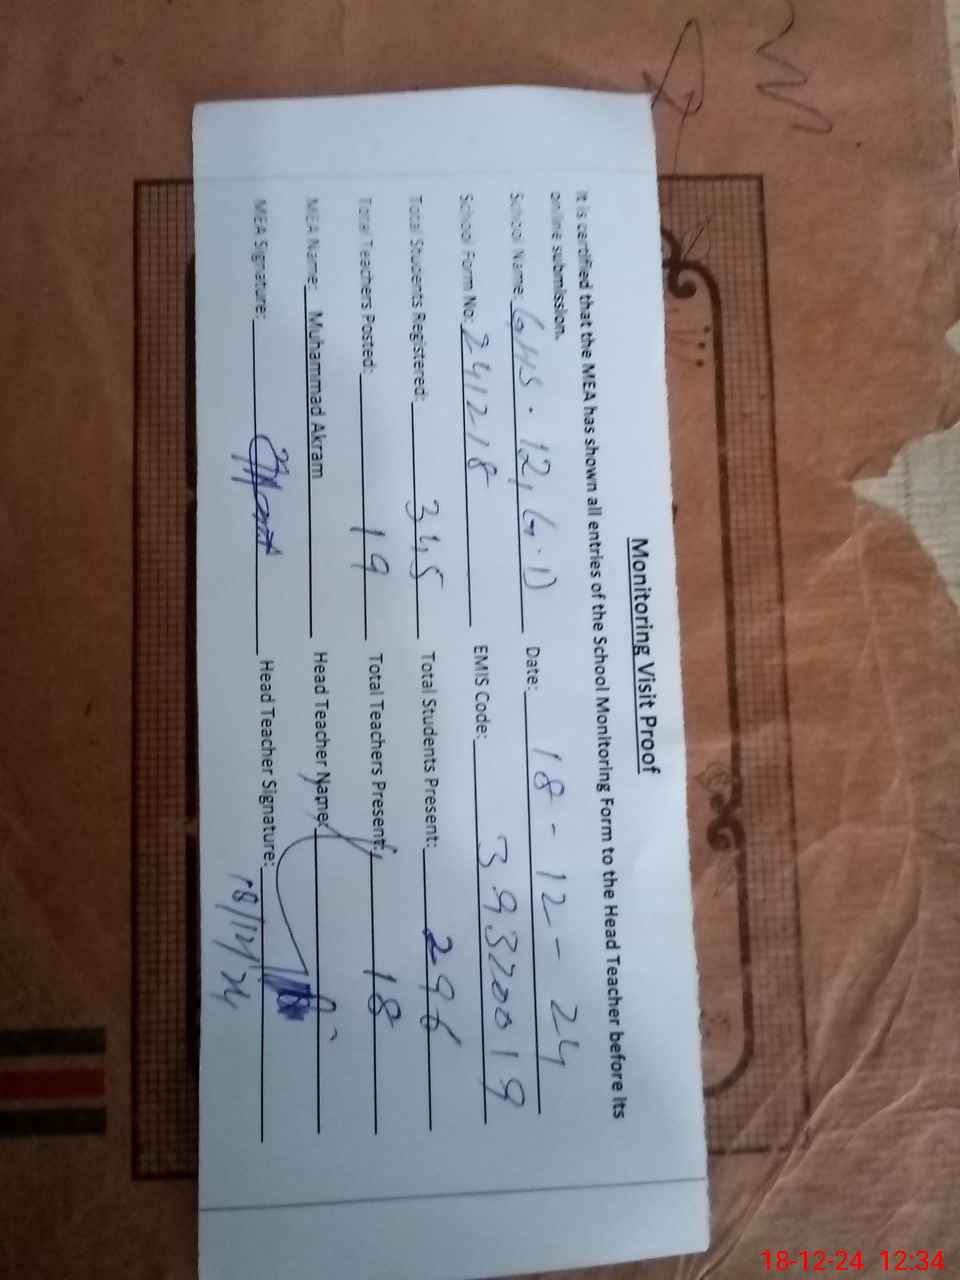 Monitoring Visit Proof
It is certified that the MEA has shown all entries of the School Monitoring Form to the Head Teacher before its
online submission.
School Name: GHS. 12, G.D Date: 18-12-24
School Form No: 241218 EMIS Code: 39320019
Total Students Registered: 345 Total Students Present: 296
Total Teachers Posted: 19 Total Teachers Present: 18
MEA Name: Muhammad Akram Head Teacher Name:
MEA Signature: Head Teacher Signature:
18/12/24
18-12-24 12:34